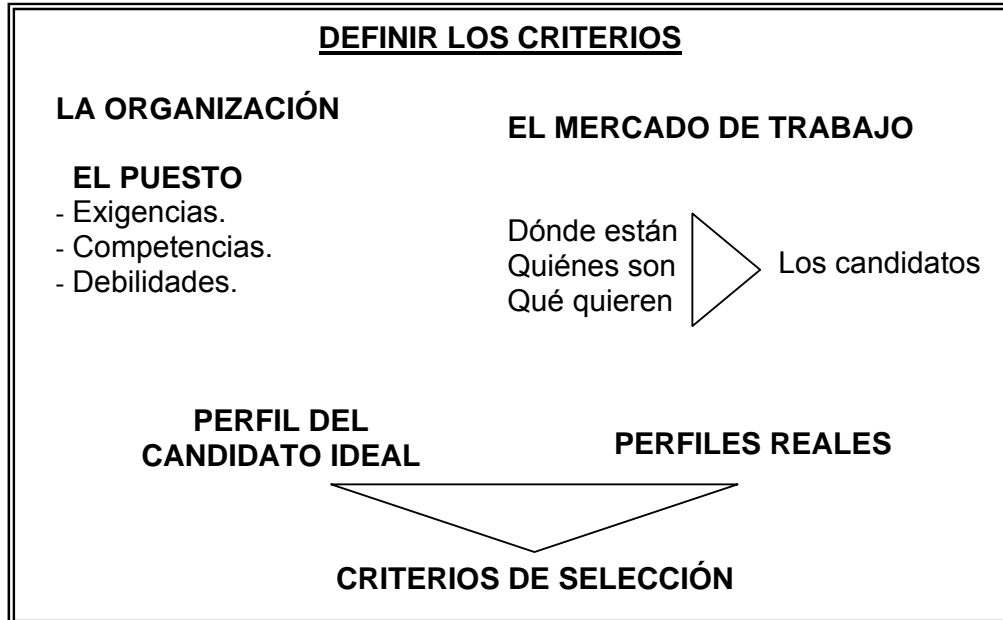 DEFINIR LOS CRITERIOS
LA ORGANIZACIÓN
EL PUESTO
- Exigencias.
- Competencias.
- Debilidades.
EL MERCADO DE TRABAJO
Dónde están
Quiénes son
Qué quieren
Los candidatos
PERFIL DEL
CANDIDATO IDEAL
PERFILES REALES
CRITERIOS DE SELECCIÓN